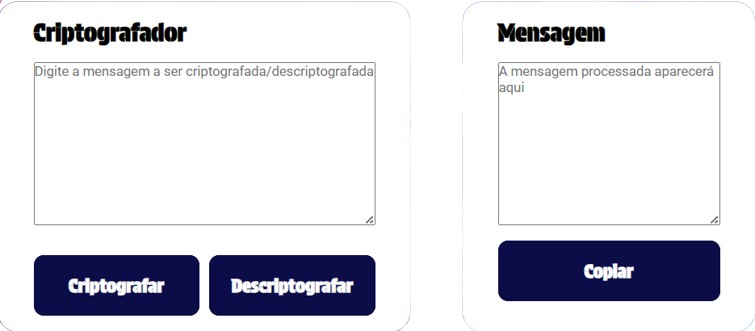 Criptografador
Digite a mensagem a ser criptografada/descriptografada
Criptografar
Descriptografar
Mensagem
A mensagem processada aparecerá
aqui
Copiar